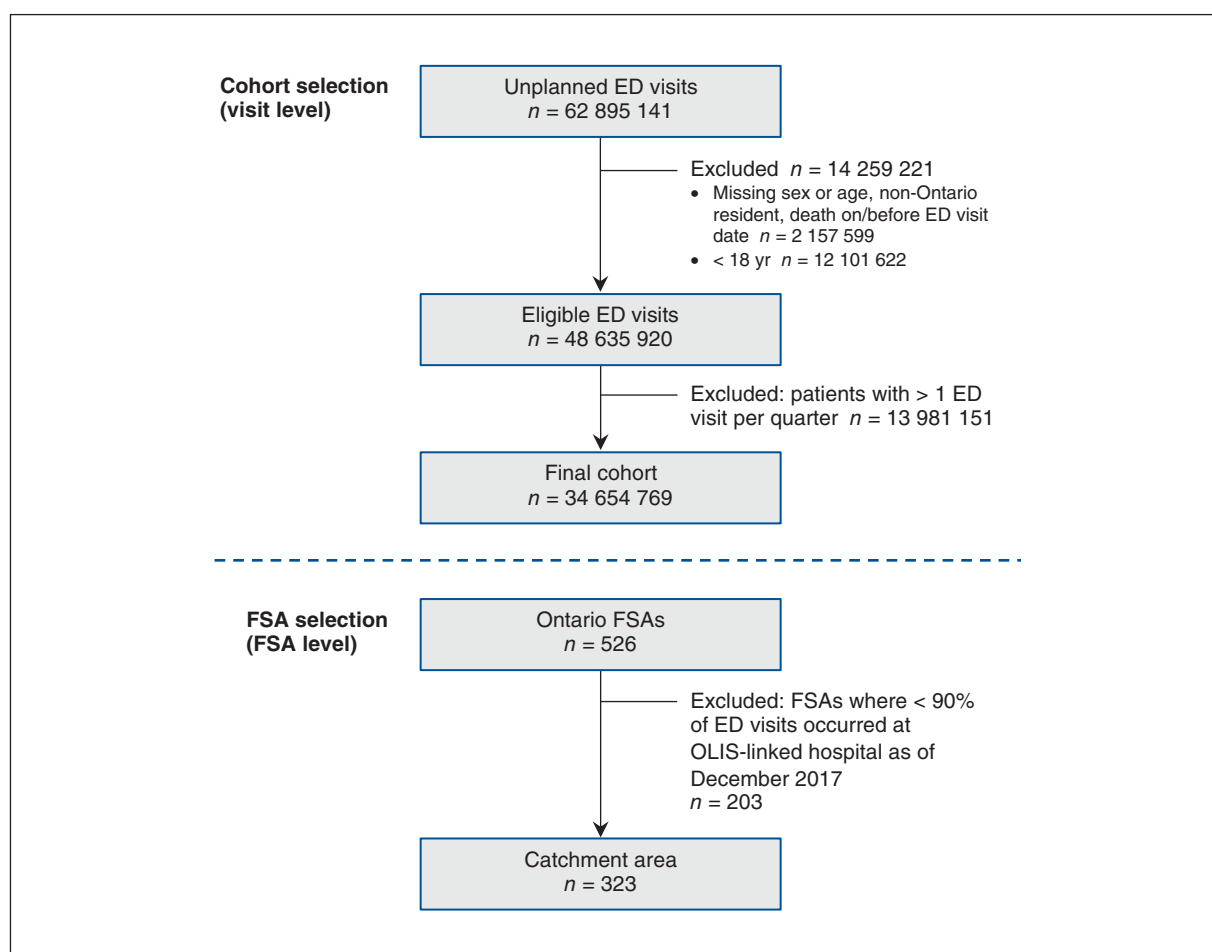 Cohort selection
(visit level)
Unplanned ED visits
n = 62 895 141
Excluded n = 14 259 221
• Missing sex or age, non-Ontario
resident, death on/before ED visit
date n = 2 157 599
• < 18 yr n = 12 101 622
Eligible ED visits
n = 48 635 920
Excluded: patients with > 1 ED
visit per quarter n = 13 981 151
Final cohort
n = 34 654 769
FSA selection
(FSA level)
Ontario FSAs
n = 526
Excluded: FSAs where < 90%
of ED visits occurred at
OLIS-linked hospital as of
December 2017
n = 203
Catchment area
n = 323